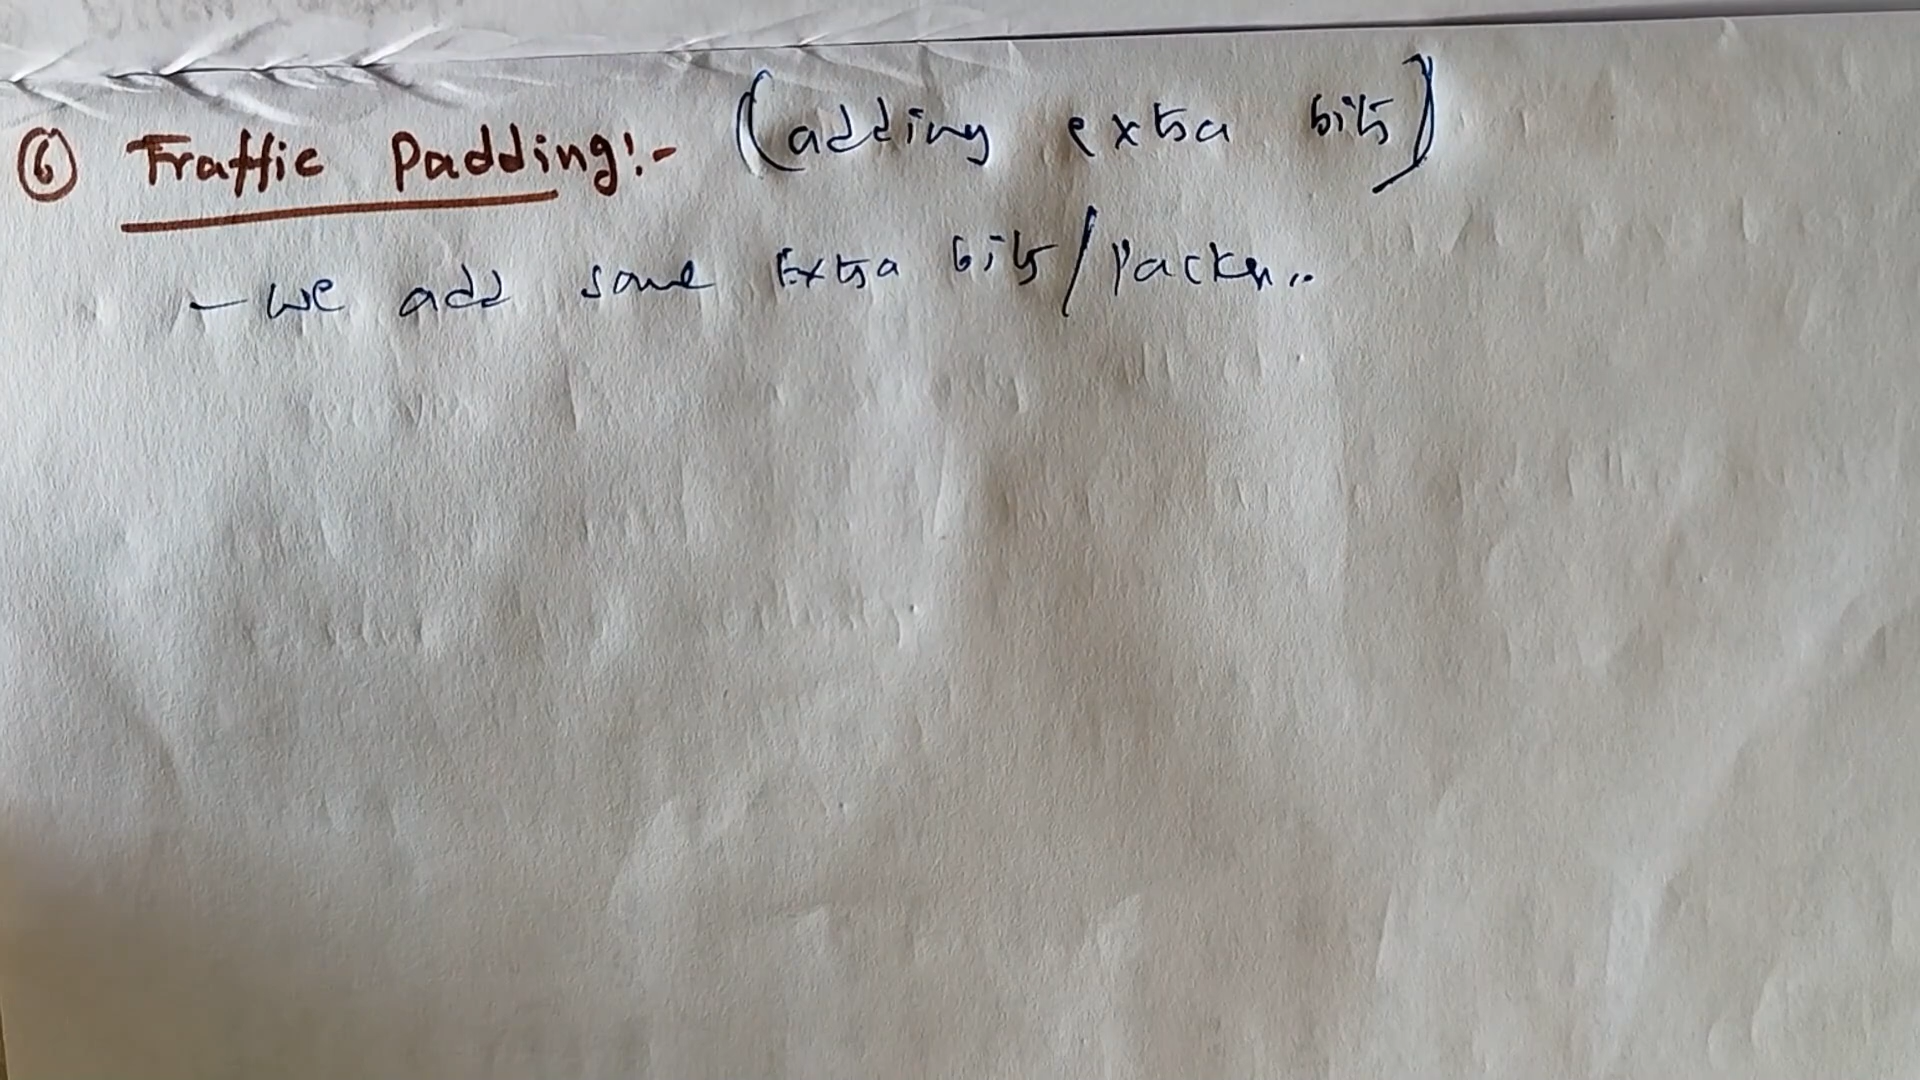 ⑥ Traffic Padding:- (adding extra bits)
- we add some Extra bits/Packets..